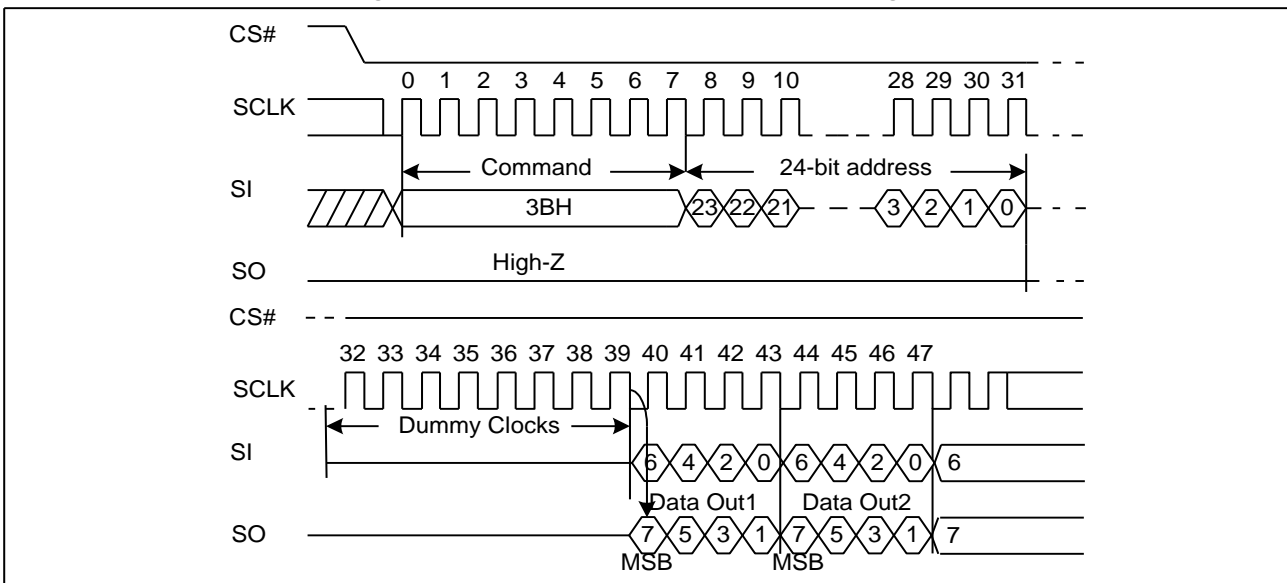 CS#
0 1 2 3 4 5 6 7 8 9 10 28 29 30 31
SCLK
Command 24-bit address
SI
3BH 23 22 21 3 2 1 0
High-Z
SO
CS#
32 33 34 35 36 37 38 39 40 41 42 43 44 45 46 47
SCLK
Dummy Clocks
SI
6 4 2 0 6 4 2 0 6
Data Out1 Data Out2
SO
7 5 3 1 7 5 3 1 7
MSB MSB